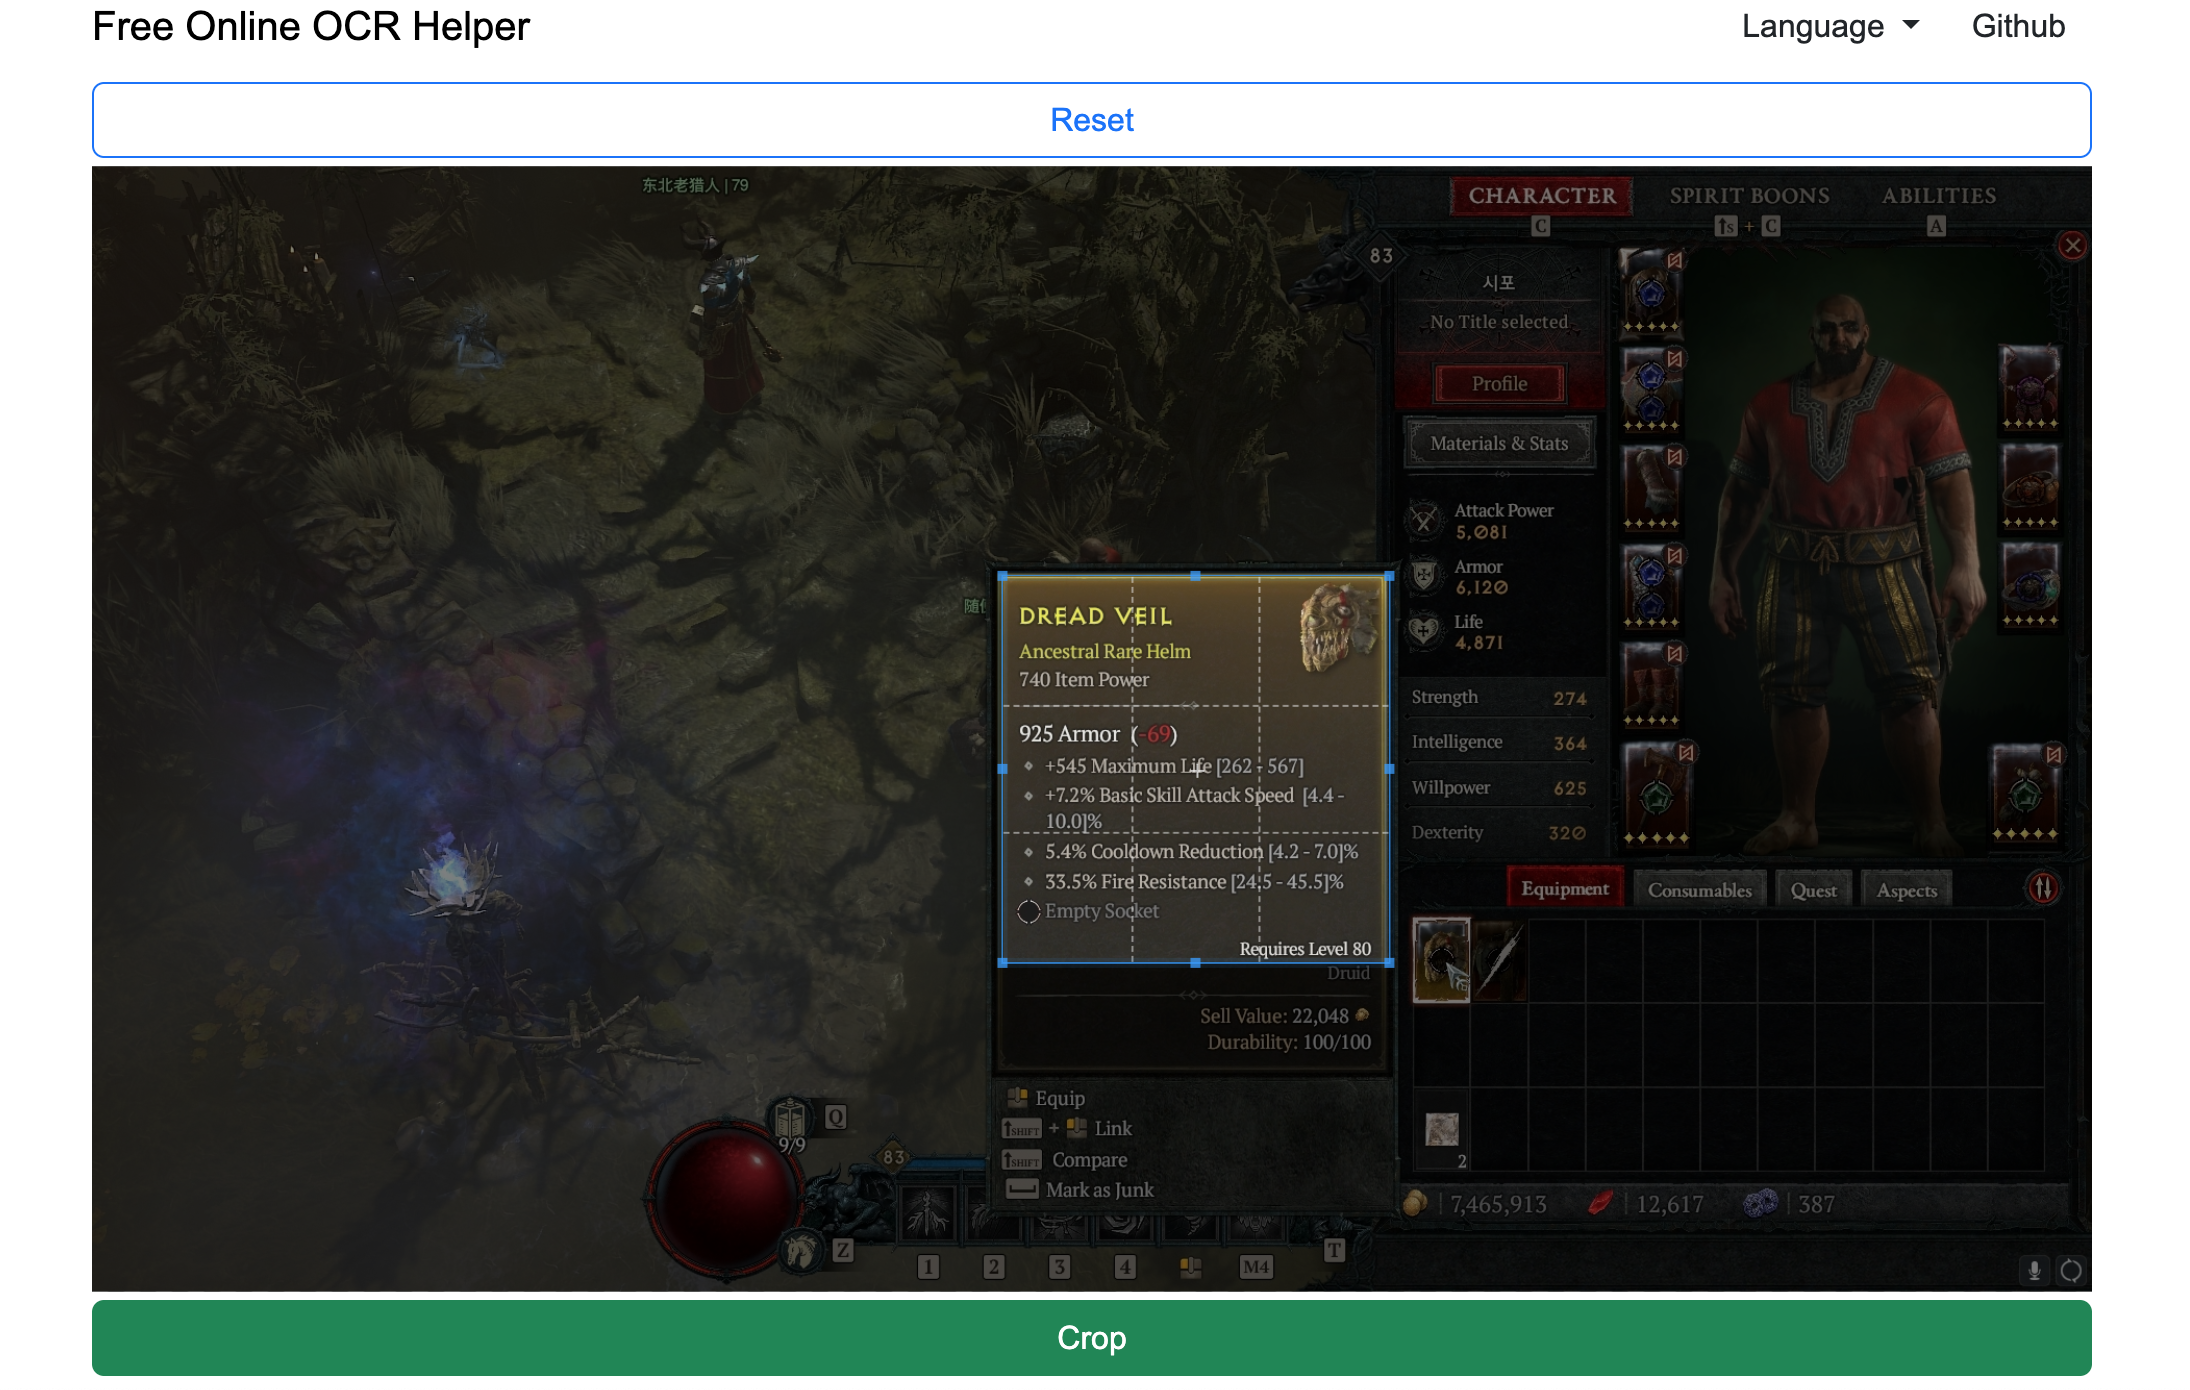 Free Online OCR Helper
Language
Github
Reset
东北老猎人 | 79
CHARACTER
SPIRIT BOONS
ABILITIES
C
S + C
A
83
시포
No Title selected
Profile
Materials & Stats
Attack Power
5,081
Armor
6,120
Life
4,871
Strength 274
Intelligence 364
Willpower 625
Dexterity 320
随
DREAD VEIL
Ancestral Rare Helm
740 Item Power
925 Armor (-69)
+545 Maximum Life [262 - 567]
+7.2% Basic Skill Attack Speed [4.4 -
10.0]%
5.4% Cooldown Reduction [4.2 - 7.0]%
33.5% Fire Resistance [24.5 - 45.5]%
Empty Socket
Requires Level 80
Druid
Sell Value: 22,048
Durability: 100/100
Equip
SHIFT + Link
SHIFT Compare
Mark as Junk
Equipment
Consumables
Quest
Aspects
2
7,465,913
12,617
387
Q
9/9
83
Z
1
2
3
4
M4
T
Crop